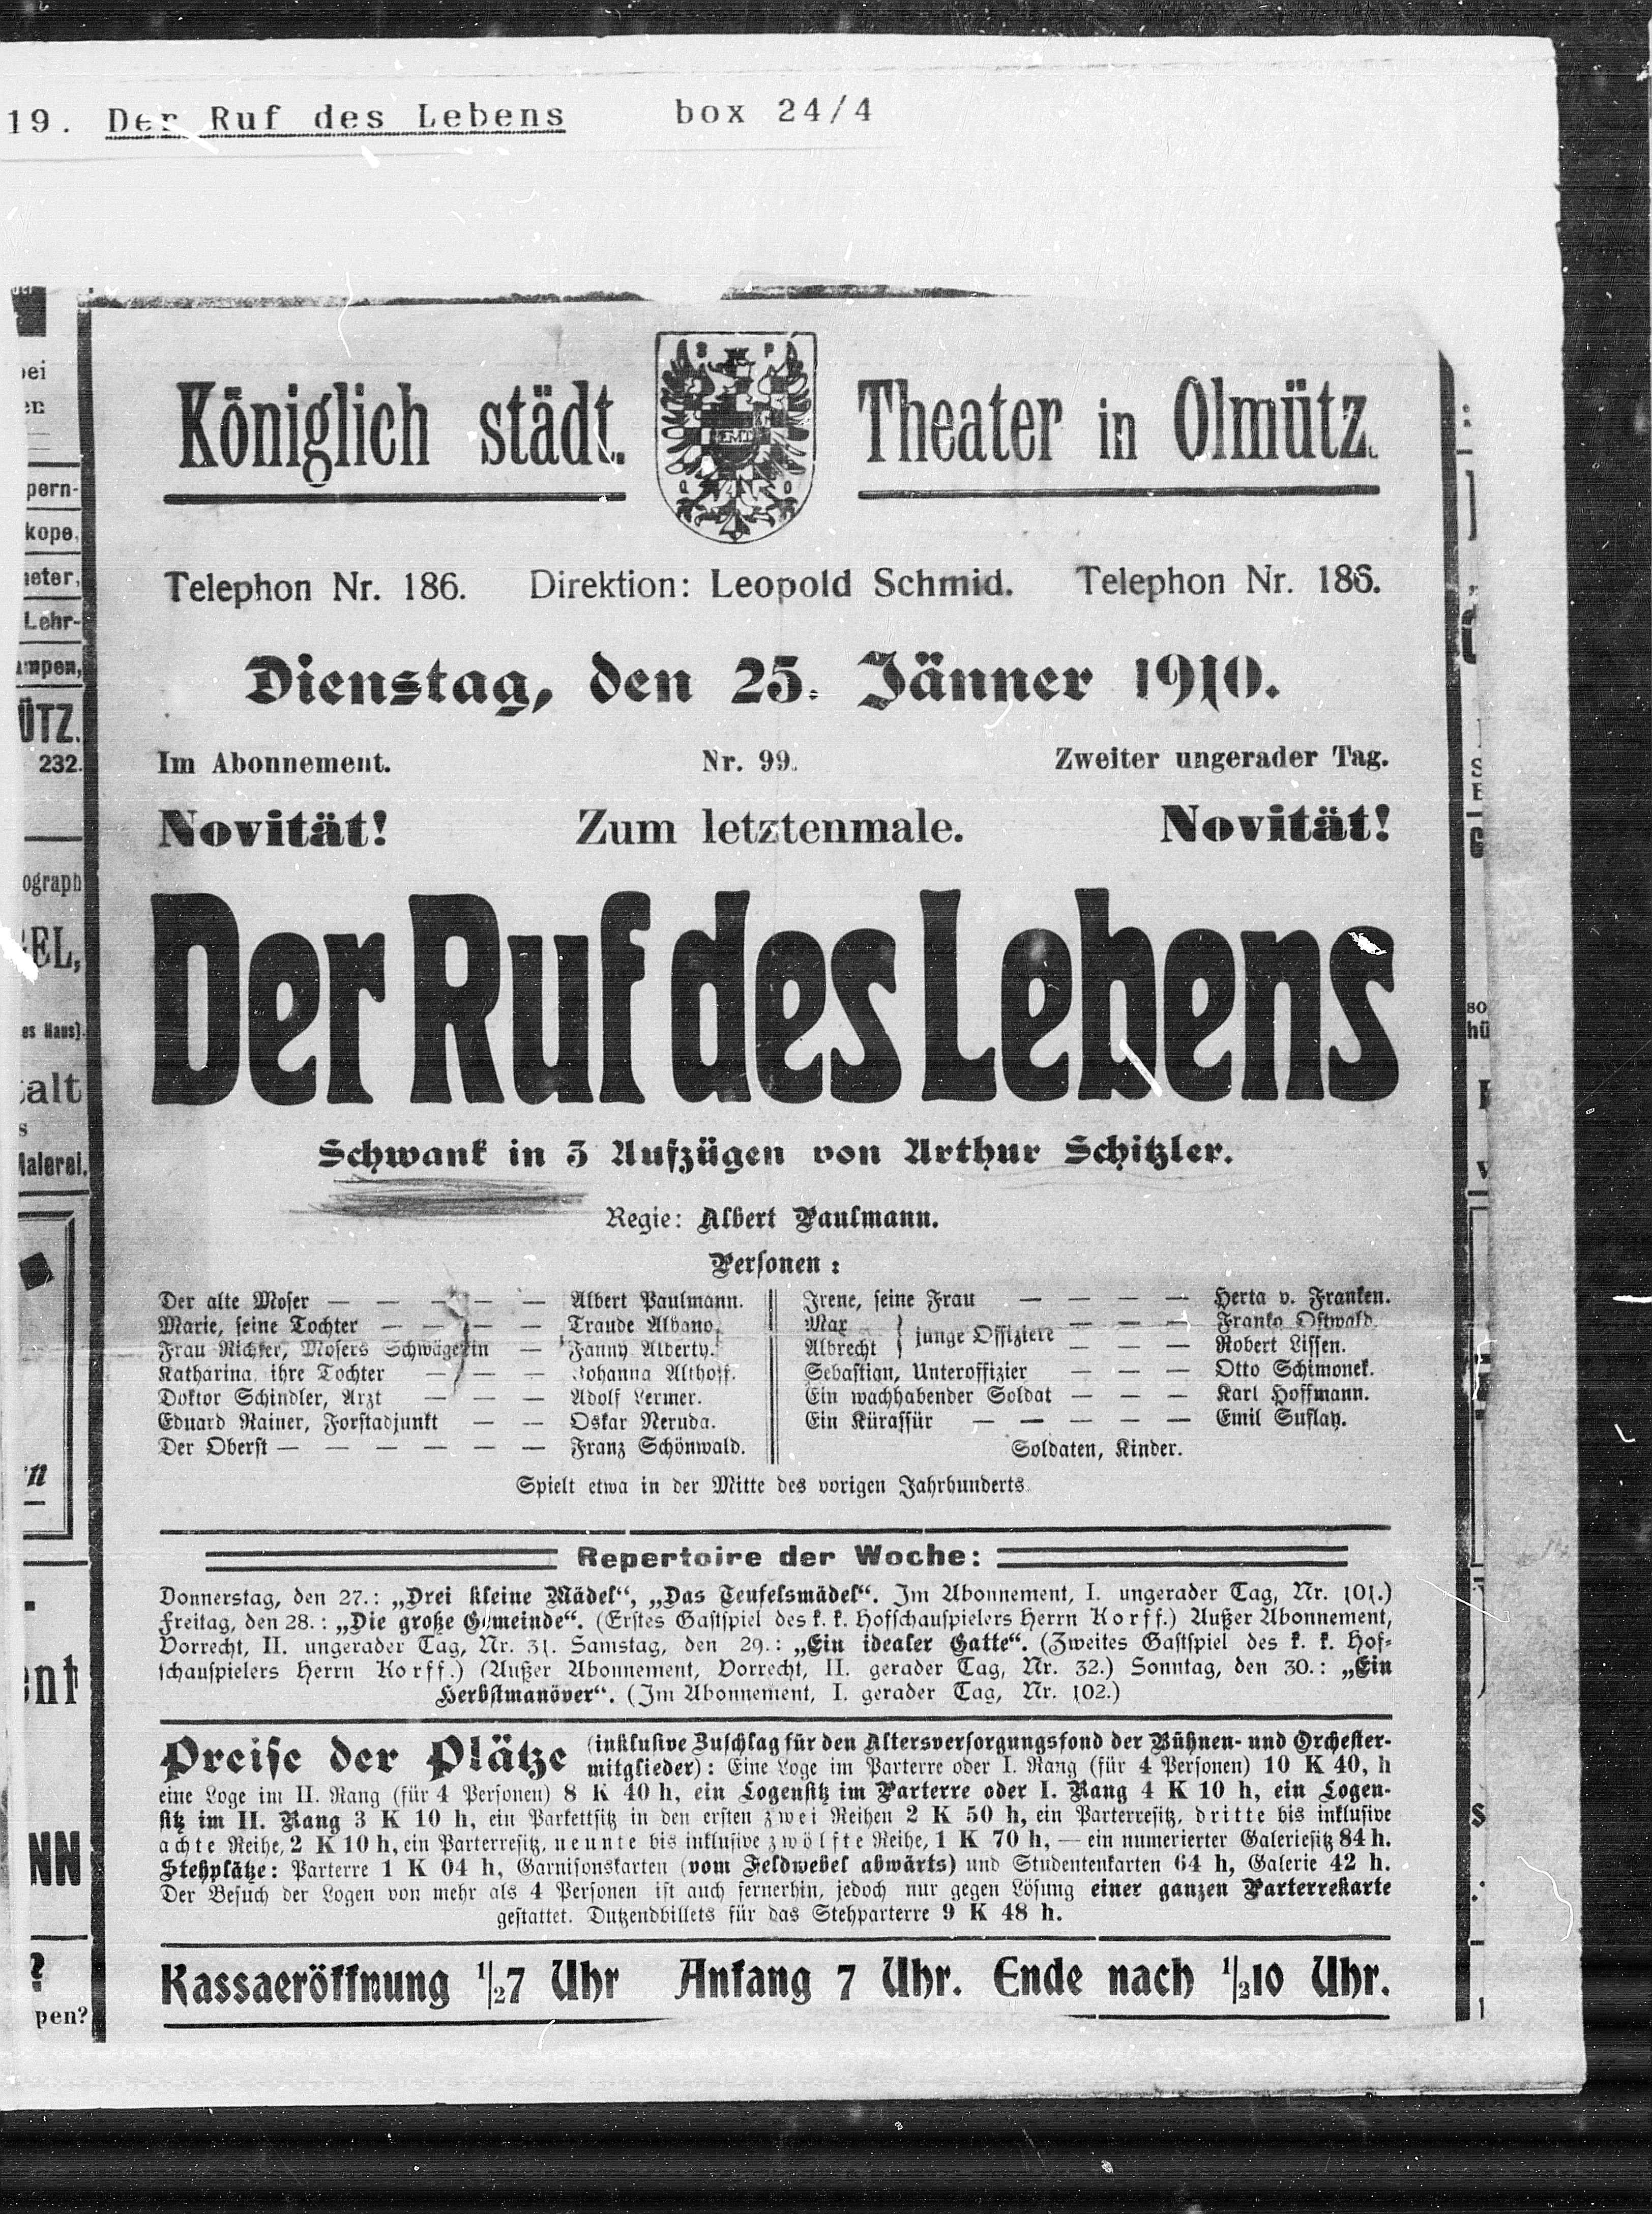 19. Der Ruf des Lebens box 24/4
Königlich städt. Theater in Olmütz.
Telephon Nr. 186. Direktion: Leopold Schmid. Telephon Nr. 186.
Dienstag, den 25. Jänner 1910.
Im Abonnement. Nr. 99. Zweiter ungerader Tag.
Novität! Zum letztenmale. Novität!
Der Ruf des Lebens
Schwank in 3 Aufzügen von Arthur Schitzler.
Regie: Albert Paulmann.
Personen:
Der alte Moser — — — — — Albert Paulmann.
Marie, seine Tochter — — — — Traude Albano.
Frau Richter, Mosers Schwägerin — Fanny Alberty.
Katharina, ihre Tochter — — — Johanna Althoff.
Doktor Schindler, Arzt — — — Adolf Lermer.
Eduard Rainer, Forstadjunkt — — Oskar Neruda.
Der Oberst — — — — — — Franz Schönwald.
Irene, seine Frau — — — — Herta v. Franken.
Max } junge Offiziere — — — Franko Ostwald.
Albrecht Robert Lissen.
Sebastian, Unteroffizier — — — Otto Schimonek.
Ein wachhabender Soldat — — — Karl Hoffmann.
Ein Kürassür — — — — — Emil Suflay.
Soldaten, Kinder.
Spielt etwa in der Mitte des vorigen Jahrhunderts.
Repertoire der Woche:
Donnerstag, den 27.: „Drei kleine Mädel“, „Das Teufelsmädel“. Im Abonnement, I. ungerader Tag, Nr. 101.)
Freitag, den 28.: „Die große Gemeinde“. (Erstes Gastspiel des k. k. Hofschauspielers Herrn Korff.) Außer Abonnement,
Vorrecht, II. ungerader Tag, Nr. 31. Samstag, den 29.: „Ein idealer Gatte“. (Zweites Gastspiel des k. k. Hof-
schauspielers Herrn Korff.) (Außer Abonnement, Vorrecht, II. gerader Tag, Nr. 32.) Sonntag, den 30.: „Ein
Herbstmanöver“. (Im Abonnement, I. gerader Tag, Nr. 102.)
Preise der Plätze (inklusive Zuschlag für den Altersversorgungsfond der Bühnen- und Orchester-
mitglieder): Eine Loge im Parterre oder I. Rang (für 4 Personen) 10 K 40, h
eine Loge im II. Rang (für 4 Personen) 8 K 40 h, ein Logensitz im Parterre oder I. Rang 4 K 10 h, ein Logen-
sitz im II. Rang 3 K 10 h, ein Parkettsitz in den ersten zwei Reihen 2 K 50 h, ein Parterresitz, dritte bis inklusive
achte Reihe, 2 K 10 h, ein Parterresitz, neunte bis inklusive zwölfte Reihe, 1 K 70 h, — ein numerierter Galeriesitz 84 h.
Stehplätze: Parterre 1 K 04 h, Garnisonskarten (vom Feldwebel abwärts) und Studentenkarten 64 h, Galerie 42 h.
Der Besuch der Logen von mehr als 4 Personen ist auch fernerhin, jedoch nur gegen Lösung einer ganzen Parterrekarte
gestattet. Dutzendbillets für das Stehparterre 9 K 48 h.
Kassaeröffnung 1/27 Uhr Anfang 7 Uhr. Ende nach 1/210 Uhr.